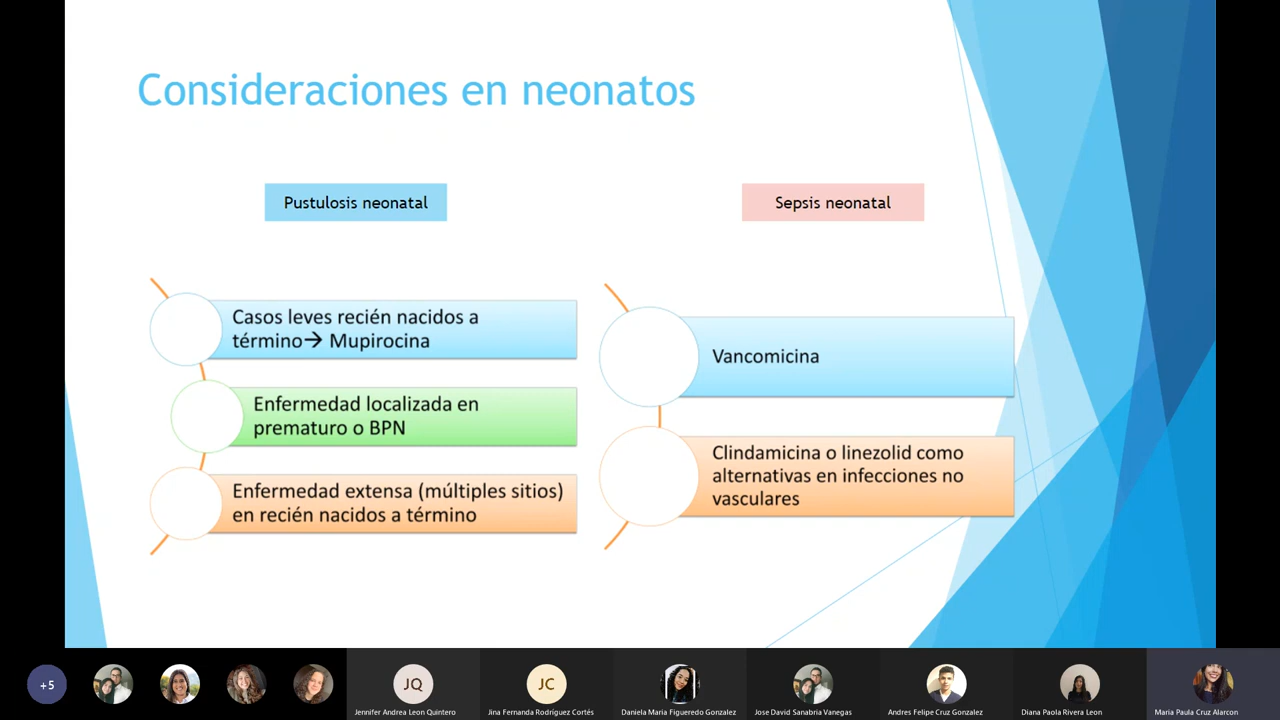 Consideraciones en neonatos
Pustulosis neonatal
Casos leves recién nacidos a
término→ Mupirocina
Enfermedad localizada en
prematuro o BPN
Enfermedad extensa (múltiples sitios)
en recién nacidos a término
Sepsis neonatal
Vancomicina
Clindamicina o linezolid como
alternativas en infecciones no
vasculares
+5
JQ
JC
Jennifer Andrea Leon Quintero
Jina Fernanda Rodríguez Cortés
Daniela Maria Figueredo Gonzalez
Jose David Sanabria Vanegas
Andres Felipe Cruz Gonzalez
Diana Paola Rivera Leon
Maria Paula Cruz Alarcon